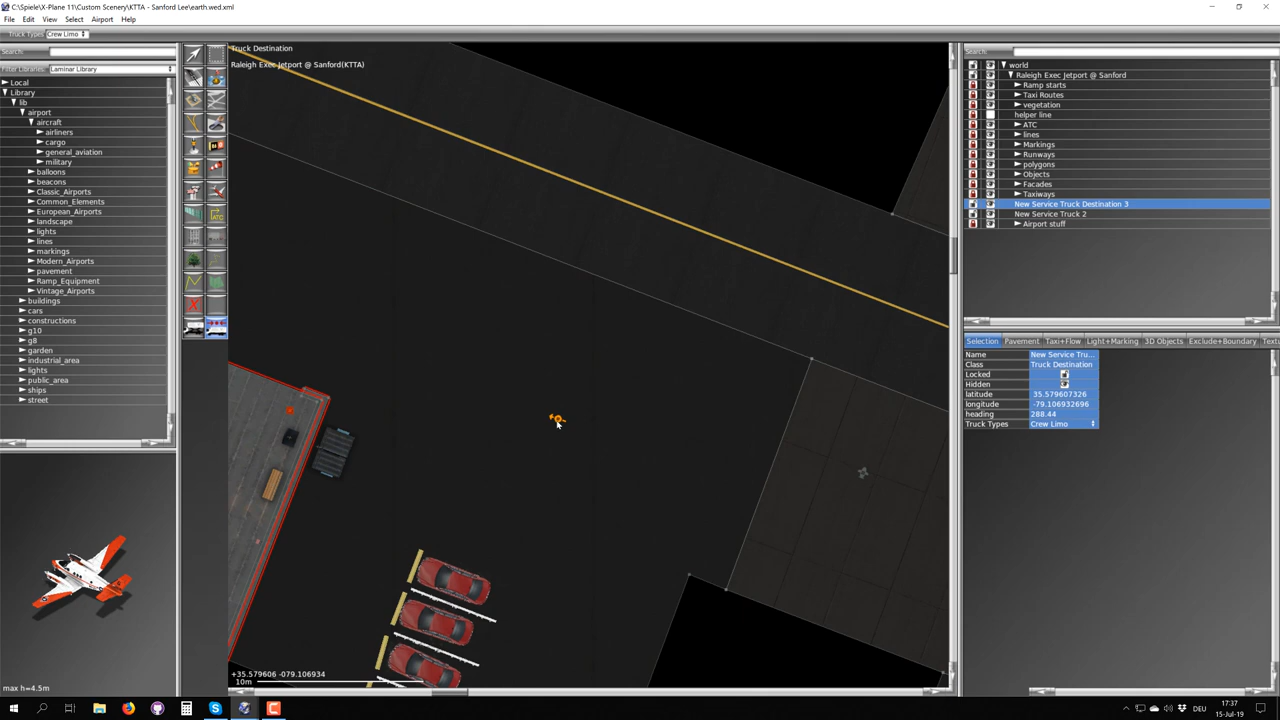 C:\Spiele\X-Plane 11\Custom Scenery\KTTA - Sanford Lee\earth.wed.xml
File Edit View Select Airport Help
Truck Types: Crew Limo
Search:
Filter Libraries: Laminar Library
Local
Library
lib
airport
aircraft
airliners
cargo
general_aviation
military
balloons
beacons
Classic_Airports
Common_Elements
European_Airports
landscape
lights
lines
markings
Modern_Airports
pavement
Ramp_Equipment
Vintage_Airports
buildings
cars
constructions
g10
g8
garden
industrial_area
lights
public_area
ships
street
max h=4.5m
Truck Destination
Raleigh Exec Jetport @ Sanford(KTTA)
ATC
+35.579606 -079.106934
10m
Search:
world
Raleigh Exec Jetport @ Sanford
Ramp starts
Taxi Routes
vegetation
helper line
ATC
lines
Markings
Runways
polygons
Objects
Facades
Taxiways
New Service Truck Destination 3
New Service Truck 2
Airport stuff
Selection Pavement Taxi+Flow Light+Marking 3D Objects Exclude+Boundary Textu
Name New Service Tru...
Class Truck Destination
Locked
Hidden
latitude 35.579607326
longitude -79.106932696
heading 288.44
Truck Types Crew Limo
DEU
17:37
15-Jul-19